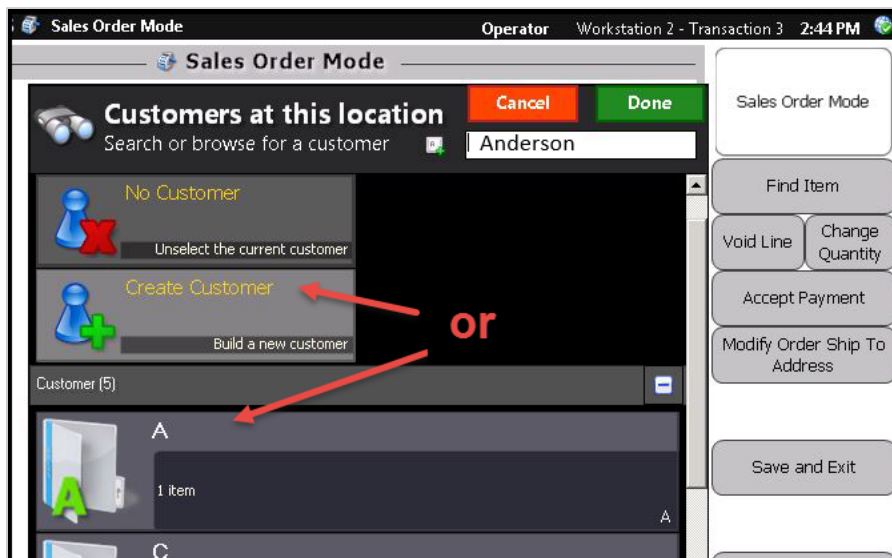 Sales Order Mode
Operator
Workstation 2 - Transaction 3
2:44 PM
Sales Order Mode
Customers at this location
Search or browse for a customer
Cancel
Done
Anderson
No Customer
Unselect the current customer
Create Customer
Build a new customer
or
Customer (5)
A
1 item
A
A
C
Sales Order Mode
Find Item
Void Line
Change
Quantity
Accept Payment
Modify Order Ship To
Address
Save and Exit